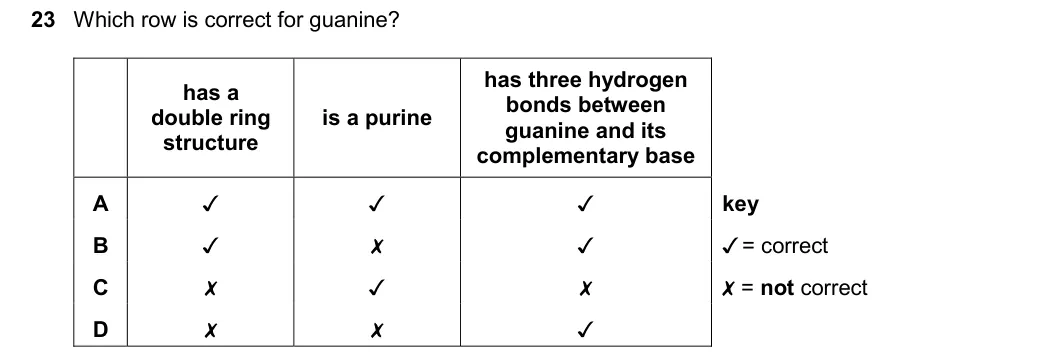 23 Which row is correct for guanine?
has a
double ring
structure
is a purine
has three hydrogen
bonds between
guanine and its
complementary base
A ✓ ✓ ✓
key
B ✓ ✗ ✓
✓ = correct
C ✗ ✓ ✗
✗ = not correct
D ✗ ✗ ✓